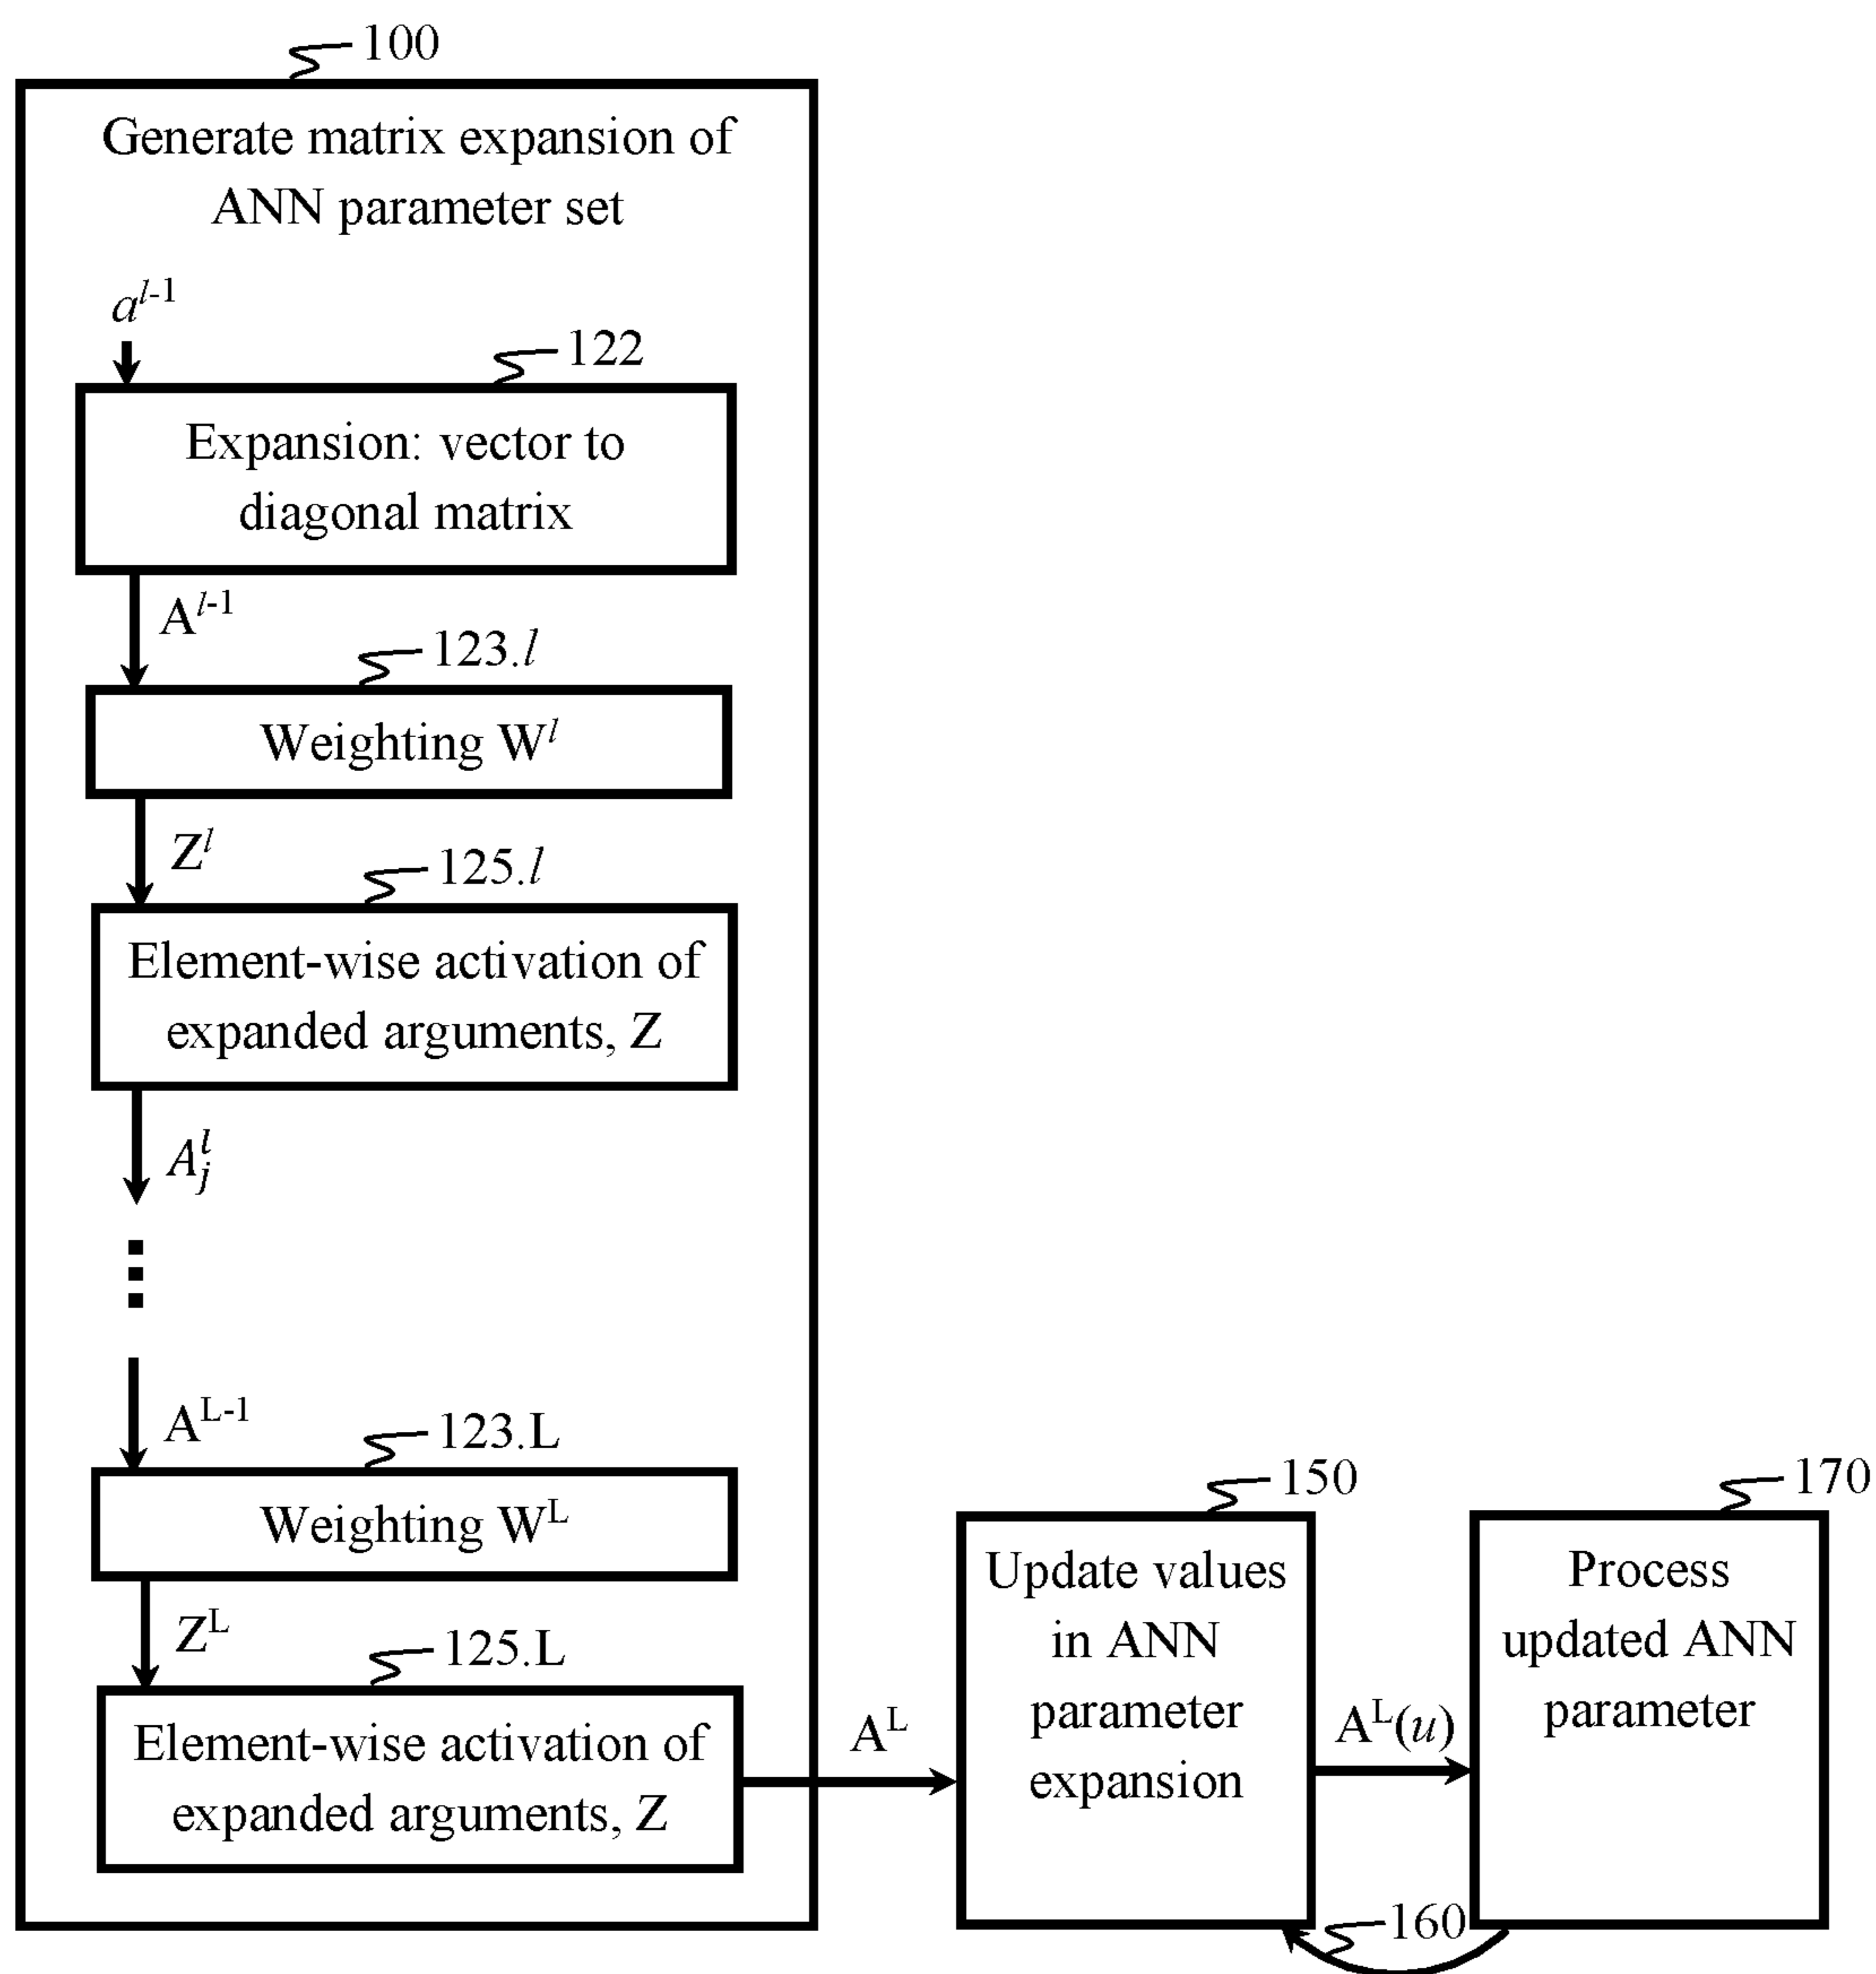 100
Generate matrix expansion of
ANN parameter set
a^{l-1}
122
Expansion: vector to
diagonal matrix
A^{l-1}
123.l
Weighting W^l
Z^l
125.l
Element-wise activation of
expanded arguments, Z
A_j^l
A^{L-1}
123.L
Weighting W^L
Z^L
125.L
Element-wise activation of
expanded arguments, Z
A^L
150
Update values
in ANN
parameter
expansion
A^L(u)
170
Process
updated ANN
parameter
160